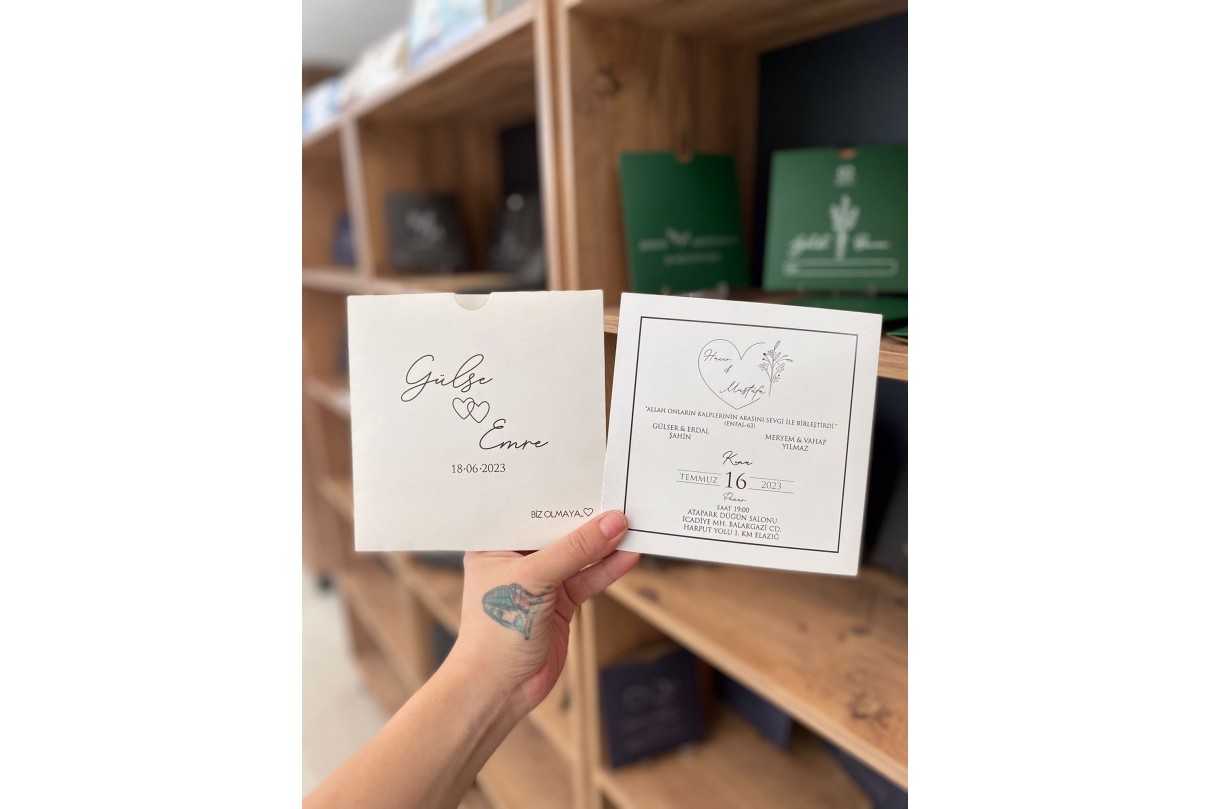 Gülşe
Emre
18·06·2023
BİZ OLMAYA...
Hacer
&
Mustafa
"ALLAH ONLARIN KALPLERİNİN ARASINI SEVGİ İLE BİRLEŞTİRDİ."
(ENFAL-63)
GÜLSER & ERDAL
ŞAHİN
MERYEM & VAHAP
YILMAZ
Kına
TEMMUZ 16 2023
Pazar
SAAT 19:00
ATAPARK DÜĞÜN SALONU
İCADİYE MH. BALAKGAZİ CD.
HARPUT YOLU 1. KM ELAZIĞ